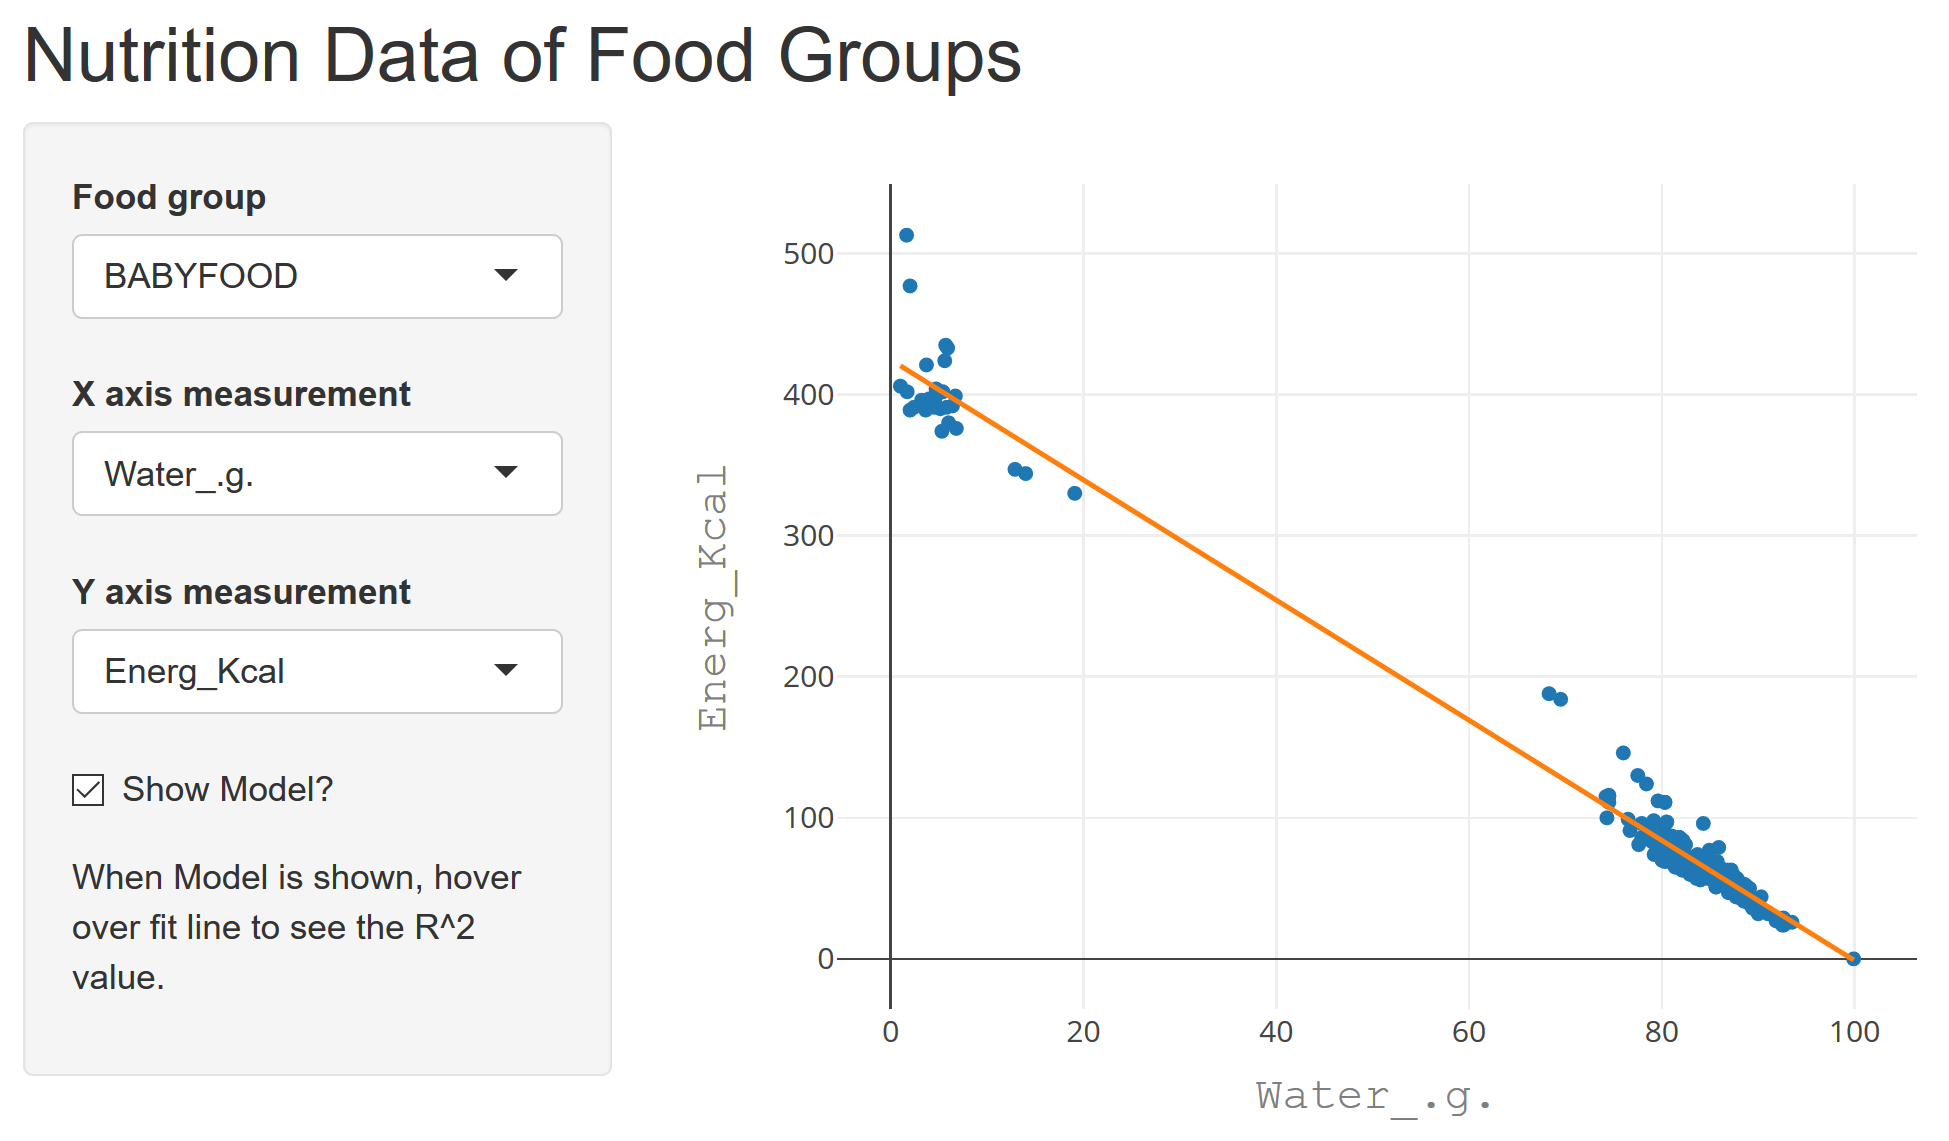 Nutrition Data of Food Groups
Food group
BABYFOOD
X axis measurement
Water_.g.
Y axis measurement
Energ_Kcal
Show Model?
When Model is shown, hover
over fit line to see the R^2
value.
500
400
300
200
100
0
Energ_Kcal
0 20 40 60 80 100
Water_.g.